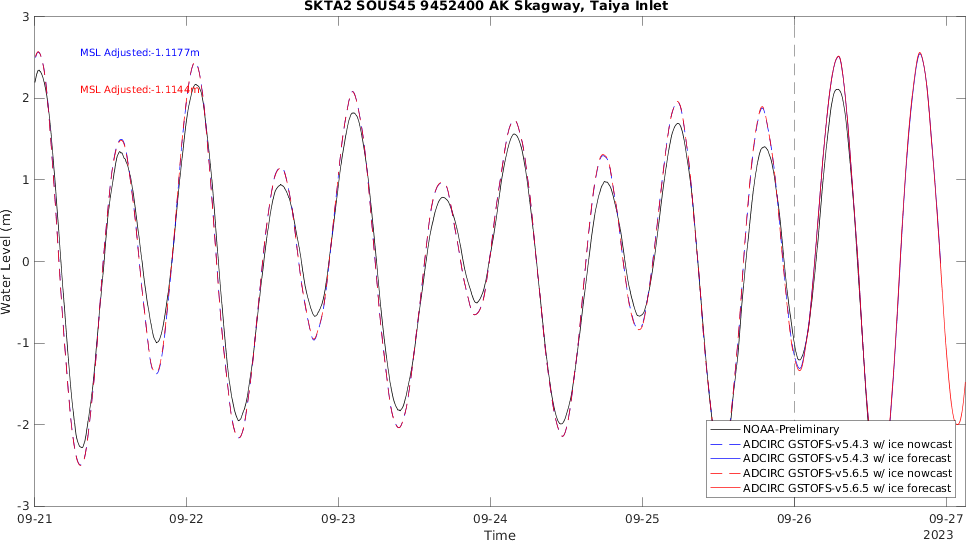 SKTA2 SOUS45 9452400 AK Skagway, Taiya Inlet
3
MSL Adjusted:-1.1177m
MSL Adjusted:-1.1144m
2
1
0
-1
-2
-3
Water Level (m)
NOAA-Preliminary
ADCIRC GSTOFS-v5.4.3 w/ ice nowcast
ADCIRC GSTOFS-v5.4.3 w/ ice forecast
ADCIRC GSTOFS-v5.6.5 w/ ice nowcast
ADCIRC GSTOFS-v5.6.5 w/ ice forecast
09-21 09-22 09-23 09-24 09-25 09-26 09-27
Time
2023